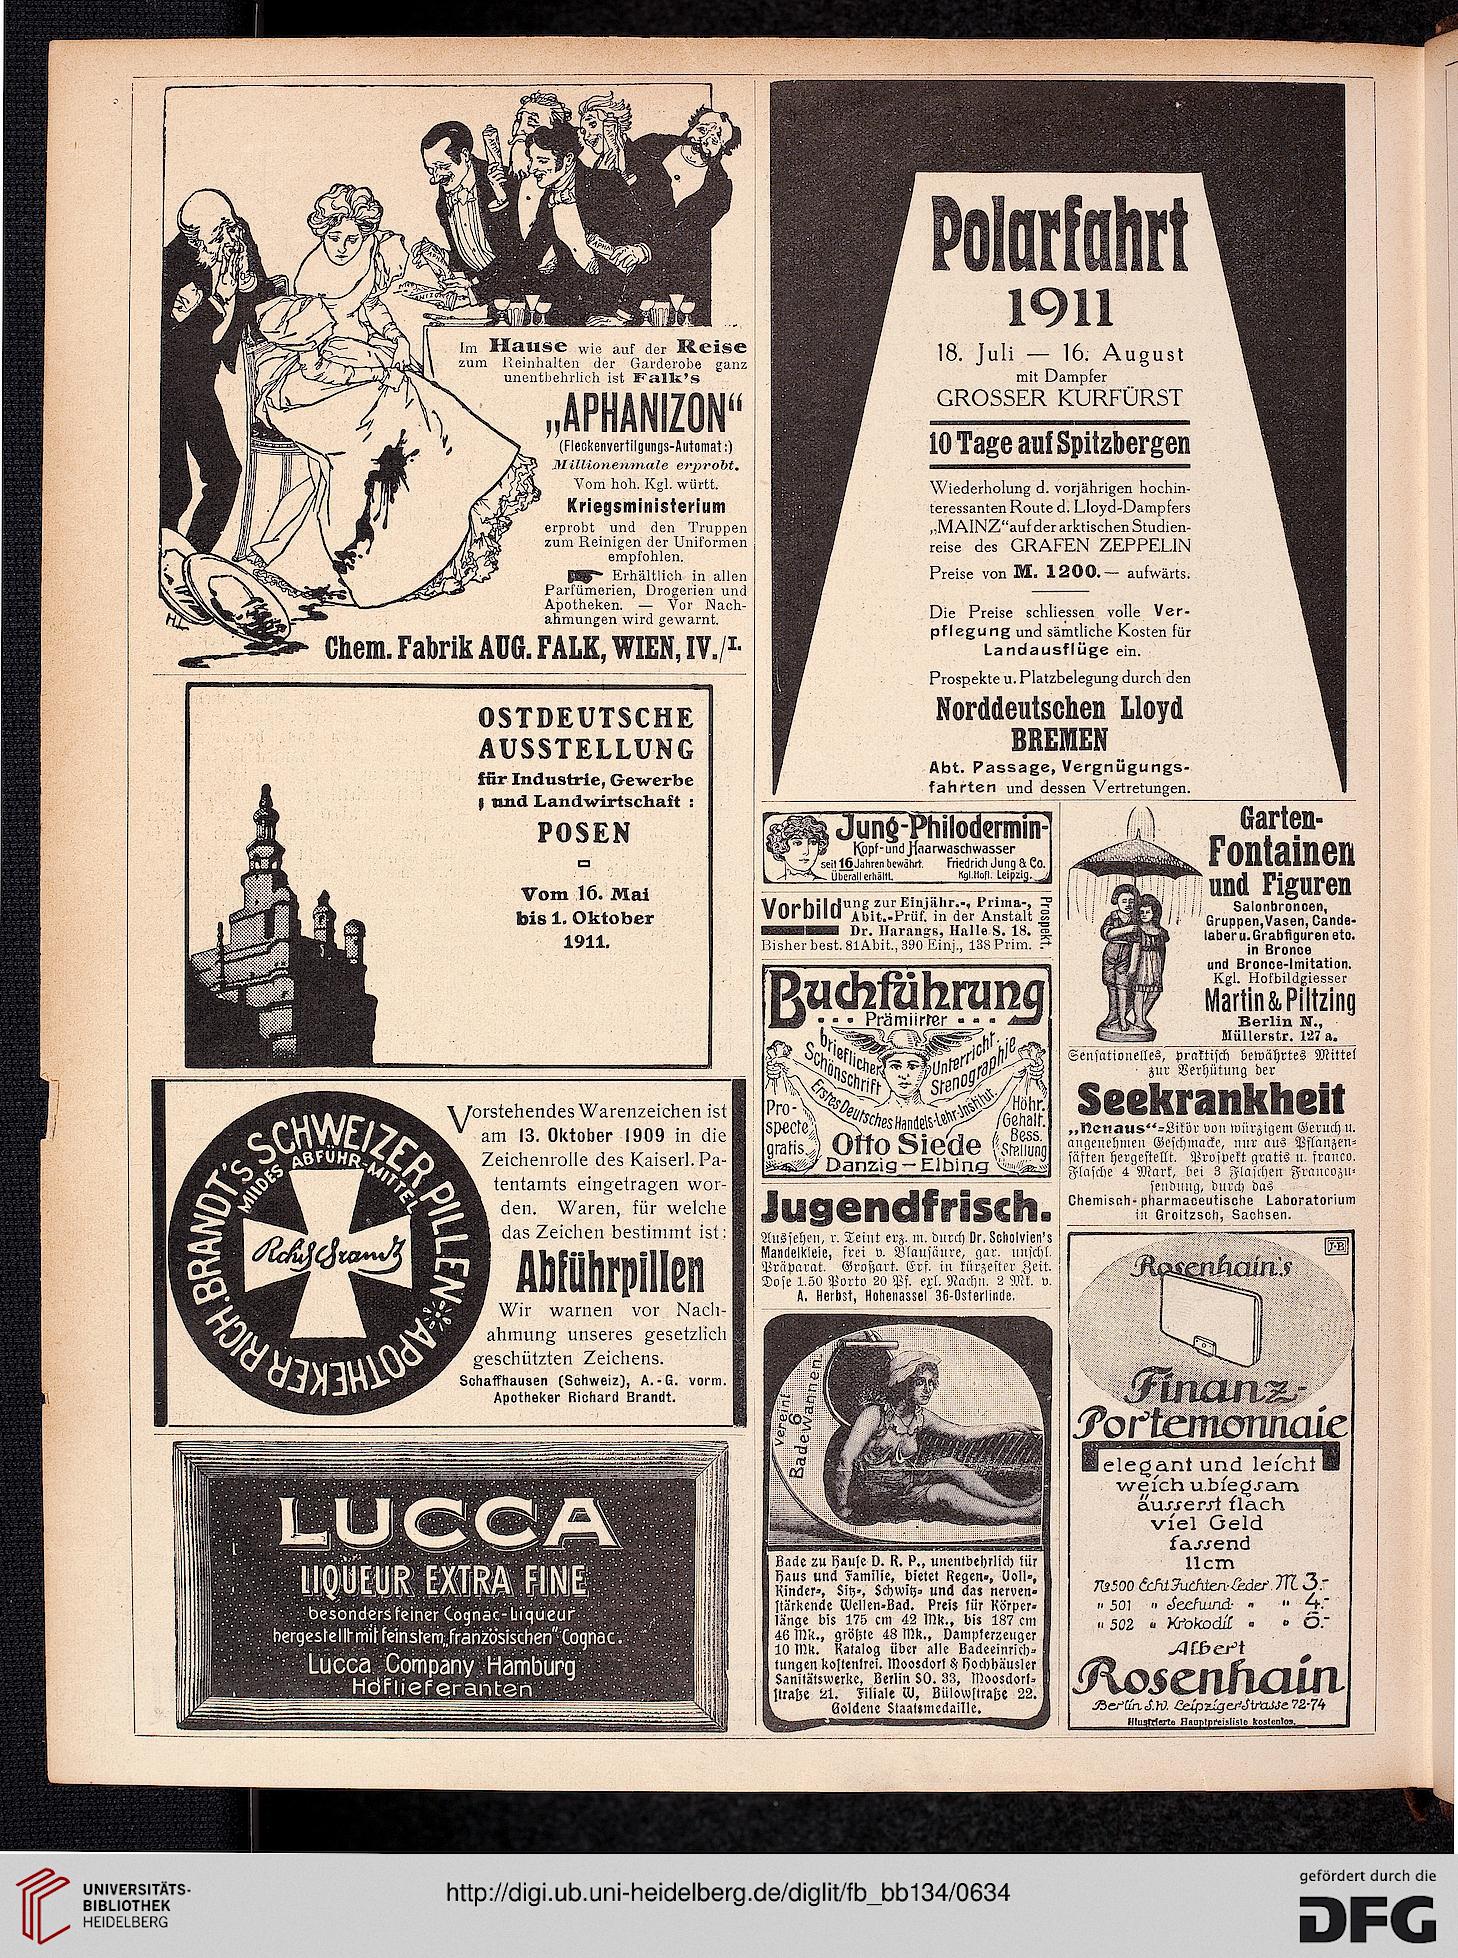 Im Hause wie auf der Reise
zum Reinhalten der Garderobe ganz
unentbehrlich ist Falk's
„APHANIZON“
(Fleckenvertilgungs-Automat:)
Millionenmale erprobt.
Vom hoh. Kgl. württ.
Kriegsministerium
erprobt und den Truppen
zum Reinigen der Uniformen
empfohlen.
Erhältlich in allen
Parfümerien, Drogerien und
Apotheken. — Vor Nach-
ahmungen wird gewarnt.
Chem. Fabrik AUG. FALK, WIEN, IV./I.
OSTDEUTSCHE
AUSSTELLUNG
für Industrie, Gewerbe
und Landwirtschaft :
POSEN
Vom 16. Mai
bis 1. Oktober
1911.
APOTHEKER RICH. BRANDT'S SCHWEIZER PILLEN
MILDES ABFÜHR-MITTEL
Rchd Brandt
Vorstehendes Warenzeichen ist
am 13. Oktober 1909 in die
Zeichenrolle des Kaiserl. Pa-
tentamts eingetragen wor-
den. Waren, für welche
das Zeichen bestimmt ist:
Abführpillen
Wir warnen vor Nach-
ahmung unseres gesetzlich
geschützten Zeichens.
Schaffhausen (Schweiz), A.-G. vorm.
Apotheker Richard Brandt.
LUCCA
LIQUEUR EXTRA FINE
besonders feiner Cognac-Liqueur
hergestellt mit feinstem „französischen“ Cognac.
Lucca Company Hamburg
Hoflieferanten
Polarfahrt
1911
18. Juli — 16. August
mit Dampfer
GROSSER KURFÜRST
10 Tage auf Spitzbergen
Wiederholung d. vorjährigen hochin-
teressanten Route d. Lloyd-Dampfers
„MAINZ“ auf der arktischen Studien-
reise des GRAFEN ZEPPELIN
Preise von M. 1200.— aufwärts.
Die Preise schliessen volle Ver-
pflegung und sämtliche Kosten für
Landausflüge ein.
Prospekte u. Platzbelegung durch den
Norddeutschen Lloyd
BREMEN
Abt. Passage, Vergnügungs-
fahrten und dessen Vertretungen.
Jung-Philodermin-
Kopf- und Haarwaschwasser
seit 16 Jahren bewährt. Friedrich Jung & Co.
Überall erhältl. Kgl. Hofl. Leipzig.
Vorbildung zur Einjähr.-, Prima-,
Abit.-Prüf. in der Anstalt
Dr. Harangs, Halle S. 18.
Bisher best. 81 Abit., 390 Einj., 138 Prim.
Prospekt.
Buchführung
Prämiirter
brieflicher Unterricht.
Schönschrift Stenographie
Erstes Deutsches Handels-Lehr-Institut.
Pro-
specte
gratis.
Otto Siede
Danzig — Elbing
Höhr.
Gehalt.
Bess.
Stellung
Jugendfrisch.
Aussehen, r. Teint erz. m. durch Dr. Scholvien's
Mandelkleie, frei v. Blausäure, gar. unschl.
Präparat. Großart. Erf. in kürzester Zeit.
Dose 1.50 Porto 20 Pf. exl. Nachn. 2 Mk. v.
A. Herbst, Hohenassel 36-Osterlinde.
Vereint
6
Badewannen!
Bade zu Hause D. R. P., unentbehrlich für
Haus und Familie, bietet Regen-, Voll-,
Kinder-, Sitz-, Schwitz- und das nerven-
stärkende Wellen-Bad. Preis für Körper-
länge bis 175 cm 42 Mk., bis 187 cm
46 Mk., größte 48 Mk., Dampferzeuger
10 Mk. Katalog über alle Badeeinrich-
tungen kostenfrei. Moosdorf & Hochhäusler
Sanitätswerke, Berlin SO. 33, Moosdorf-
straße 21. Filiale W, Bülowstraße 22.
Goldene Staatsmedaille.
Garten-
Fontainen
und Figuren
Salonbroncen,
Gruppen, Vasen, Cande-
laber u. Grabfiguren etc.
in Bronce
und Bronce-Imitation.
Kgl. Hofbildgiesser
Martin & Piltzing
Berlin N.,
Müllerstr. 127 a.
Sensationelles, praktisch bewährtes Mittel
zur Verhütung der
Seekrankheit
„Nenaus“-Likör von würzigem Geruch u.
angenehmen Geschmacke, nur aus Pflanzen-
säften hergestellt. Prospekt gratis u. franco.
Flasche 4 Mark, bei 3 Flaschen Francozu-
sendung, durch das
Chemisch-pharmaceutische Laboratorium
in Groitzsch, Sachsen.
Rosenhain's
Finanz-
Portemonnaie
elegant und leicht
weich u. biegsam
äusserst flach
viel Geld
fassend
11cm
No 500 Echt Juchten-Leder M 3.-
" 501 " Seehund " " 4.-
" 502 " Krokodil " " 6.-
Albert
Rosenhain
Berlin S.W. Leipziger-Strasse 72-74
Illustrierte Hauptpreisliste kostenlos.
UNIVERSITÄTS-
BIBLIOTHEK
HEIDELBERG
http://digi.ub.uni-heidelberg.de/diglit/fb_bb134/0634
gefördert durch die
DFG